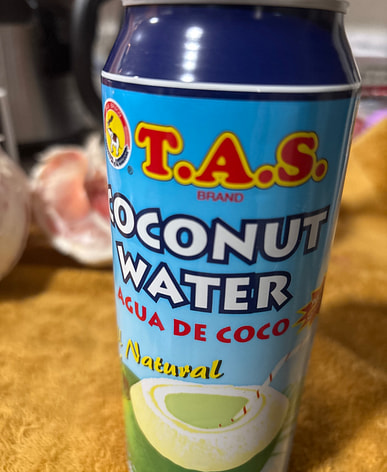 T.A.S.
®
BRAND
COCONUT
WATER
AGUA DE COCO
Natural